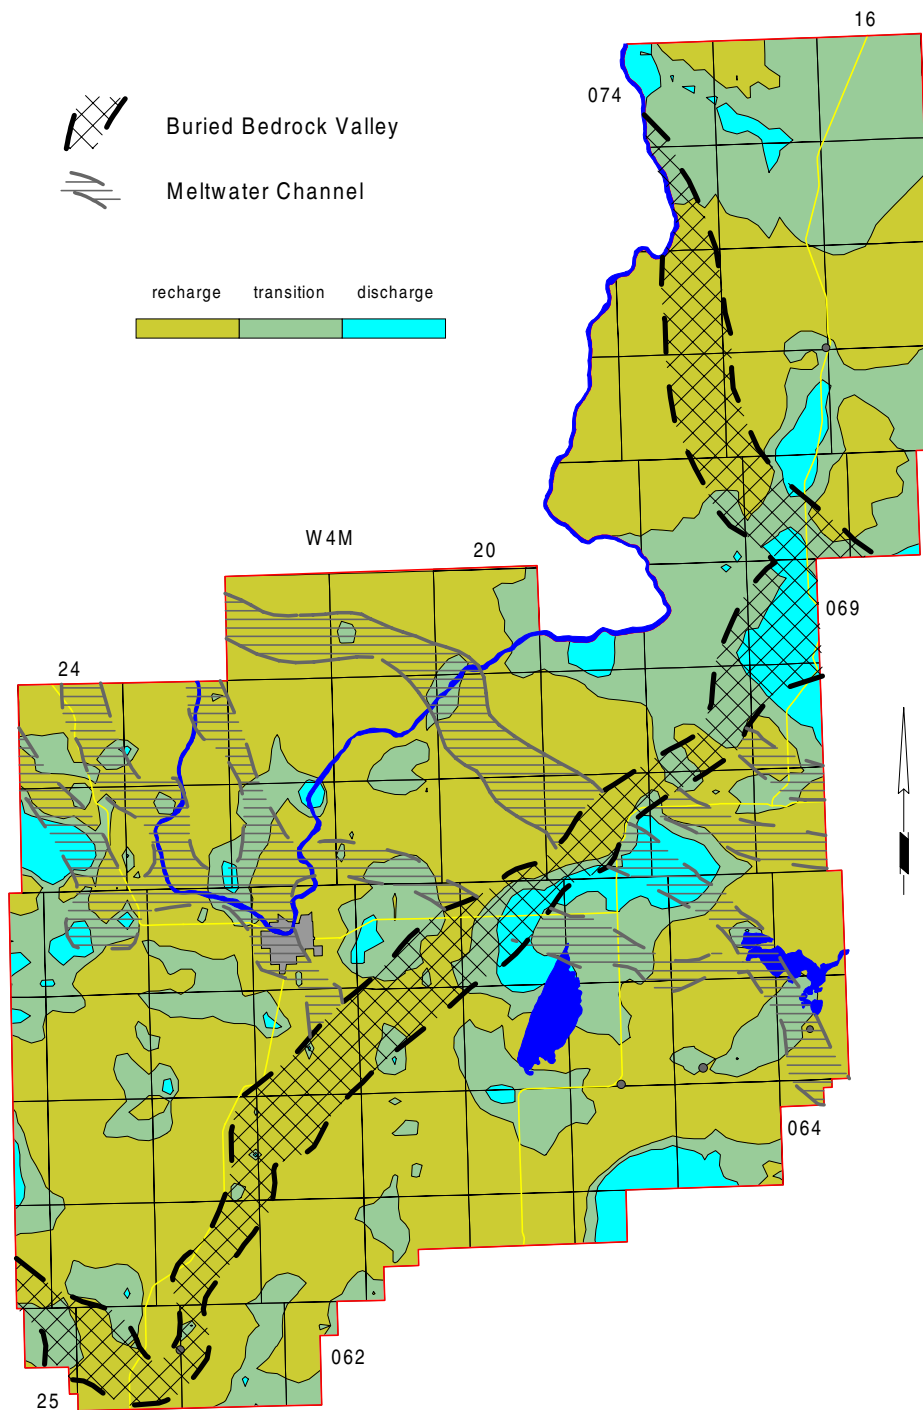 16
074
Buried Bedrock Valley
Meltwater Channel
recharge transition discharge
W4M
20
069
24
064
062
25